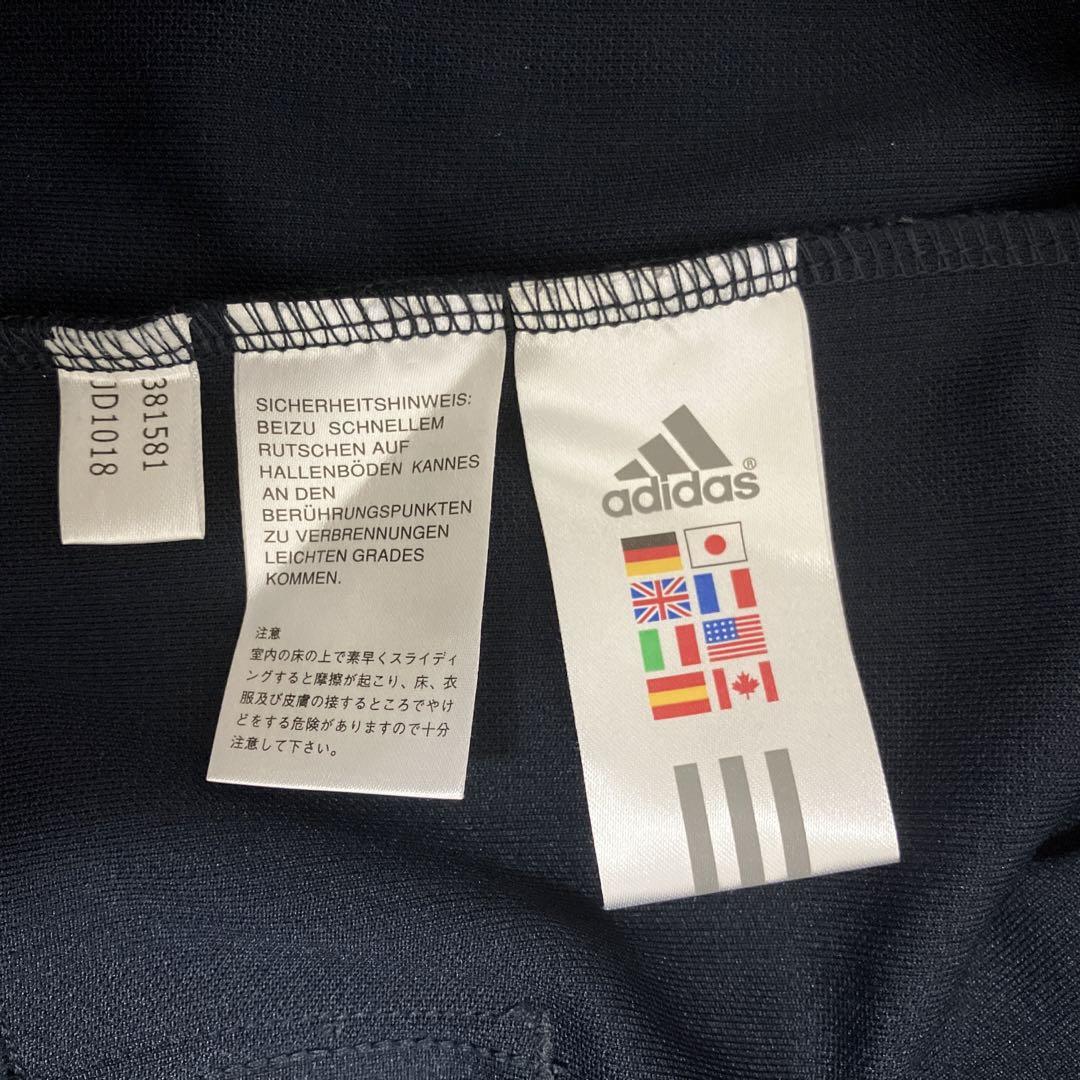 381581
JD1018
SICHERHEITSHINWEIS:
BEIZU SCHNELLEM
RUTSCHEN AUF
HALLENBÖDEN KANNES
AN DEN
BERÜHRUNGSPUNKTEN
ZU VERBRENNUNGEN
LEICHTEN GRADES
KOMMEN.
注意
室内の床の上で素早くスライディ
ングすると摩擦が起こり、床、衣
服及び皮膚の接するところでやけ
どをする危険がありますので十分
注意して下さい。
adidas®